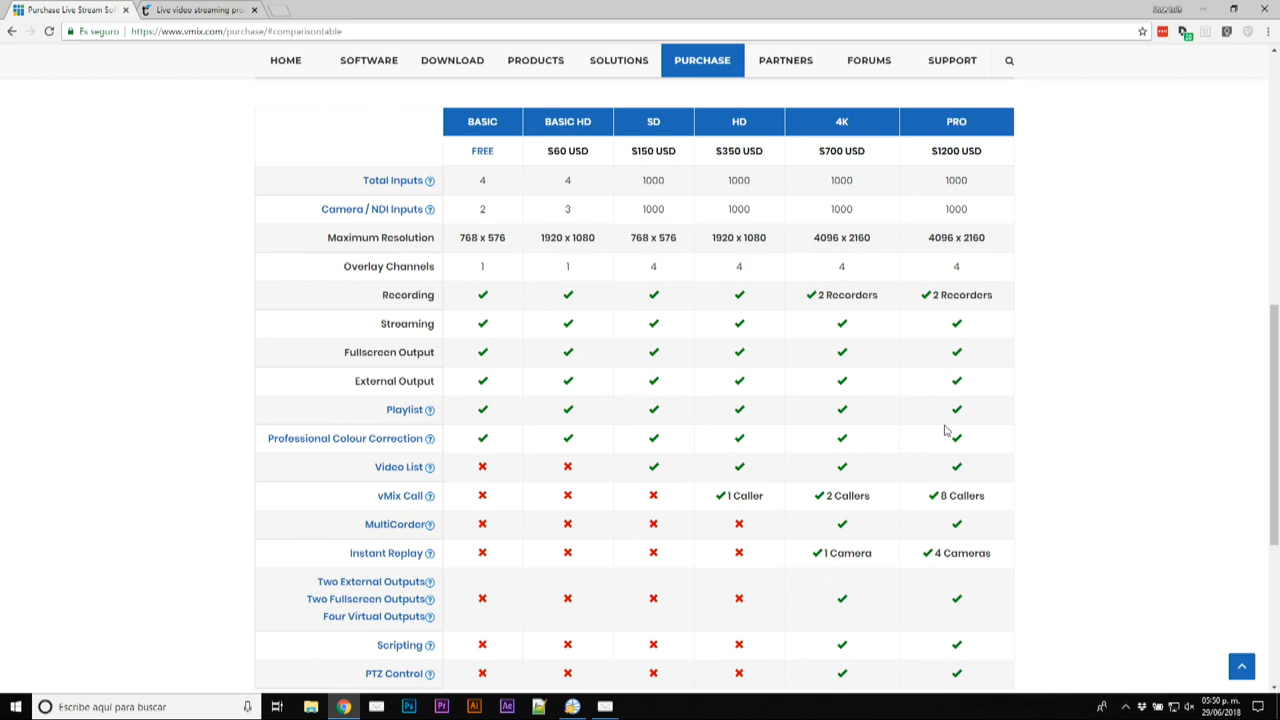 Purchase Live Stream Sof
Live video streaming pro
Es seguro
https://www.vmix.com/purchase/#comparisontable
HOME SOFTWARE DOWNLOAD PRODUCTS SOLUTIONS PURCHASE PARTNERS FORUMS SUPPORT
BASIC BASIC HD SD HD 4K PRO
FREE $60 USD $150 USD $350 USD $700 USD $1200 USD
Total Inputs 4 4 1000 1000 1000 1000
Camera / NDI Inputs 2 3 1000 1000 1000 1000
Maximum Resolution 768 x 576 1920 x 1080 768 x 576 1920 x 1080 4096 x 2160 4096 x 2160
Overlay Channels 1 1 4 4 4 4
Recording 2 Recorders 2 Recorders
Streaming
Fullscreen Output
External Output
Playlist
Professional Colour Correction
Video List
vMix Call 1 Caller 2 Callers 8 Callers
MultiCorder
Instant Replay 1 Camera 4 Cameras
Two External Outputs
Two Fullscreen Outputs
Four Virtual Outputs
Scripting
PTZ Control
Escribe aquí para buscar
Ps Pr Ai Ae
05:50 p. m.
29/06/2018